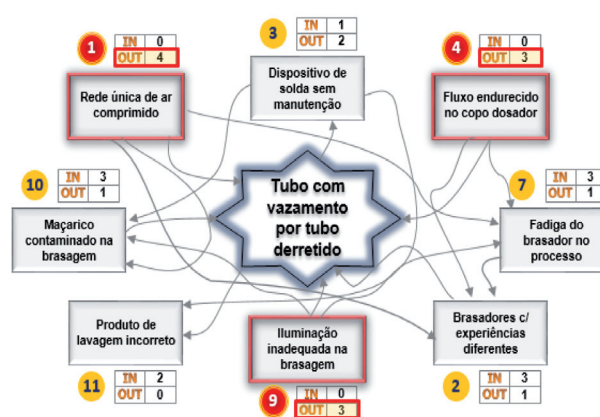 1
IN 0
OUT 4
Rede única de ar
comprimido
3
IN 1
OUT 2
Dispositivo de
solda sem
manutenção
4
IN 0
OUT 3
Fluxo endurecido
no copo dosador
10
IN 3
OUT 1
Maçarico
contaminado na
brasagem
Tubo com
vazamento
por tubo
derretido
7
IN 3
OUT 1
Fadiga do
brasador no
processo
Produto de
lavagem incorreto
11
IN 2
OUT 0
Iluminação
inadequada na
brasagem
9
IN 0
OUT 3
Brasadores c/
experiências
diferentes
2
IN 3
OUT 1